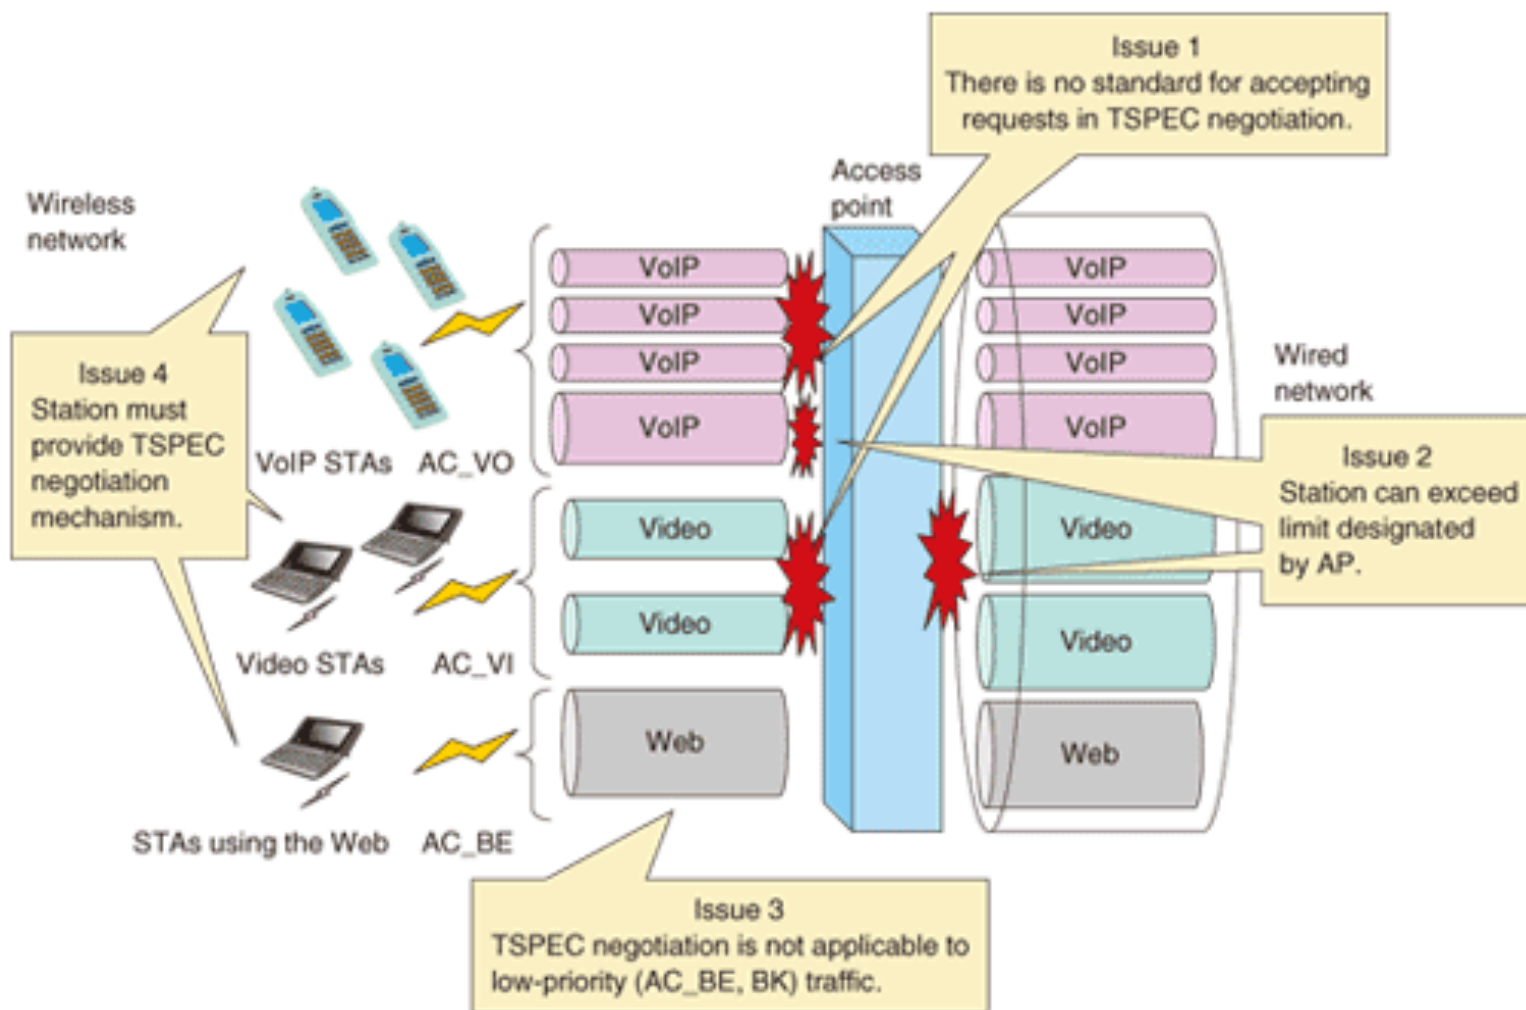 Issue 1
There is no standard for accepting
requests in TSPEC negotiation.
Access
point
Wireless
network
VoIP
VoIP
VoIP
VoIP
VoIP
VoIP
VoIP
VoIP
Wired
network
Issue 4
Station must
provide TSPEC
negotiation
mechanism.
VoIP STAs
AC_VO
Issue 2
Station can exceed
limit designated
by AP.
Video
Video
Video
Video
Video STAs
AC_VI
Web
Web
STAs using the Web
AC_BE
Issue 3
TSPEC negotiation is not applicable to
low-priority (AC_BE, BK) traffic.